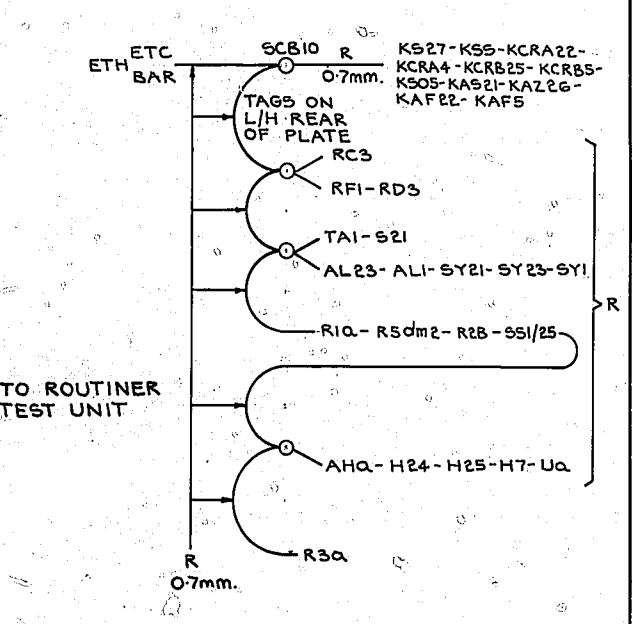 ETH ETC BAR
SCB10
R
0.7mm.
KS27-KS5-KCRA22-
KCRA4-KCRB25-KCRB5-
KS05-KAS21-KAZ26-
KAF22-KAF5
TAGS ON
L/H REAR
OF PLATE
RC3
RF1-RD3
TA1-S21
AL23-AL1-SY21-SY23-SY1
R
R1a-R5dm2-R2B-SS1/25
TO ROUTINER
TEST UNIT
AHa-H24-H25-H7-Ua
R3a
R
0.7mm.